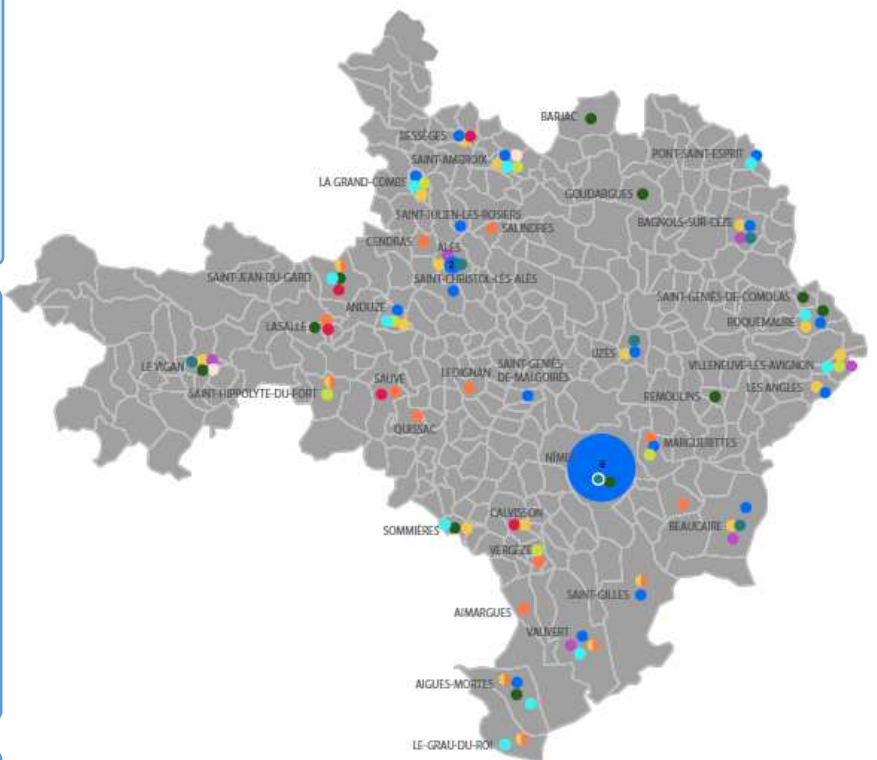 BARJAC
BESSÈGES
SAINT-AMBROIX
PONT-SAINT-ESPRIT
LA GRAND-COMBE
GOUDARGUES
SAINT-JULIEN-LES-ROSIERS
BAGNOLS-SUR-CÈZE
SALINDRES
CENDRAS
ALÈS
2
SAINT-JEAN-DU-GARD
SAINT-CHRISTOL-LES-ALÈS
SAINT-GENIÈS-DE-COMOLAS
ANDUZE
ROQUEMAURE
LASALLE
UZÈS
LE VIGAN
SAINT-GENIÈS-
DE-MALGOIRÈS
VILLENEUVE-LES-AVIGNON
LEDIGNAN
SAUVE
LES ANGLES
SAINT-HIPPOLYTE-DU-FORT
REMOULINS
QUISSAC
MARGUERITTES
NÎMES
CALVISSON
SOMMIÈRES
BEAUCAIRE
VERGÈZE
SAINT-GILLES
AIMARGUES
VAUVERT
AIGUES-MORTES
LE-GRAU-DU-ROI